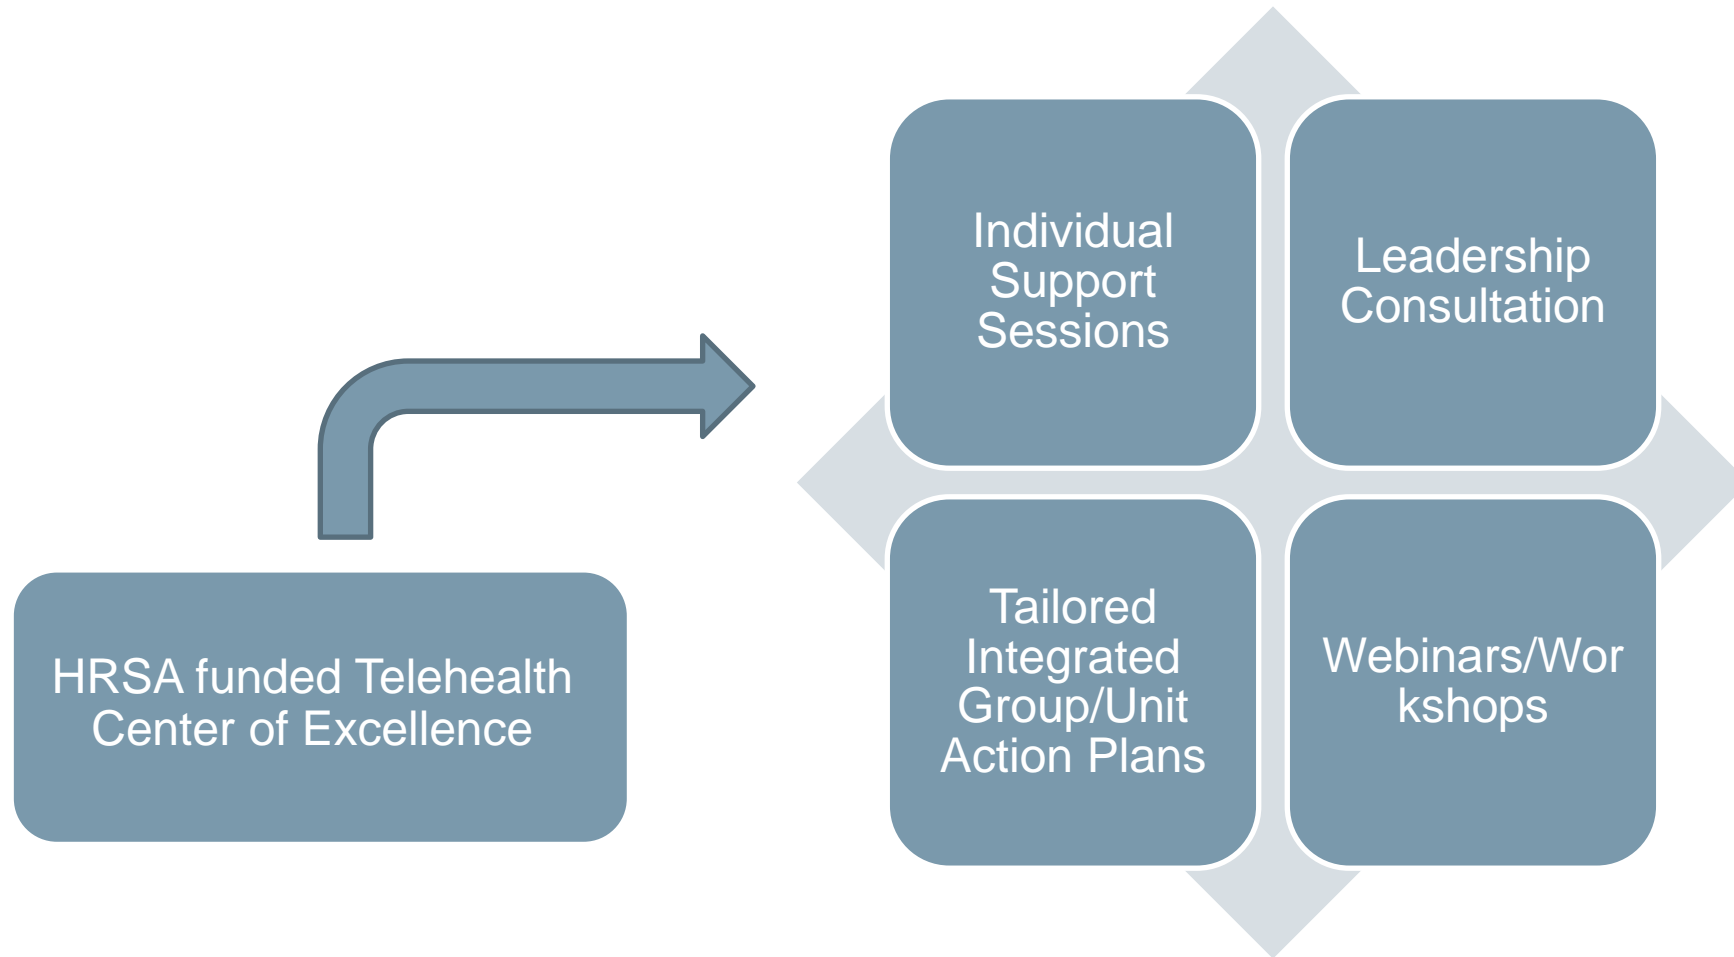 Individual
Support
Sessions
Leadership
Consultation
HRSA funded Telehealth
Center of Excellence
Tailored
Integrated
Group/Unit
Action Plans
Webinars/Wor
kshops